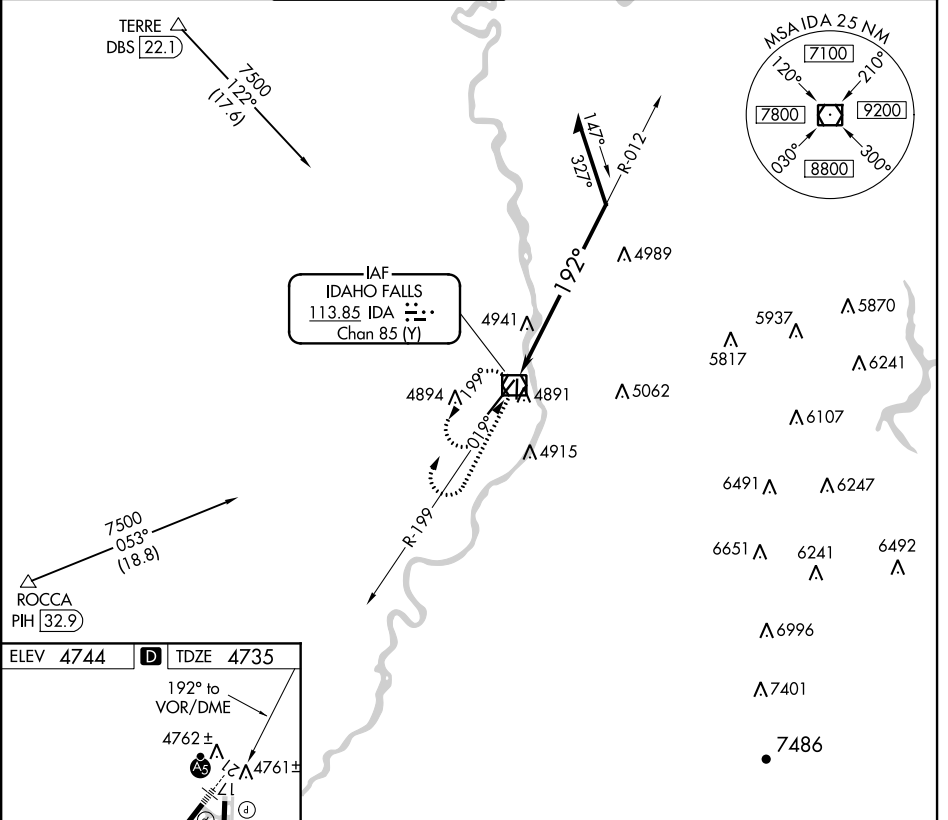 TERRE
DBS 22.1
7500
122°
(17.6)
MSA IDA 25 NM
7100
120°
210°
7800
9200
030°
300°
8800
147°
327°
R-012
192°
4989
IAF
IDAHO FALLS
113.85 IDA
Chan 85 (Y)
4941
5937
5870
5817
6241
4894
199°
4891
5062
6107
019°
4915
6491
6247
R-199
7500
053°
(18.8)
6651
6241
6492
ROCCA
PIH 32.9
6996
ELEV 4744
D
TDZE 4735
7401
192° to
VOR/DME
4762 ±
7486
A5
21
4761±
17
P
P